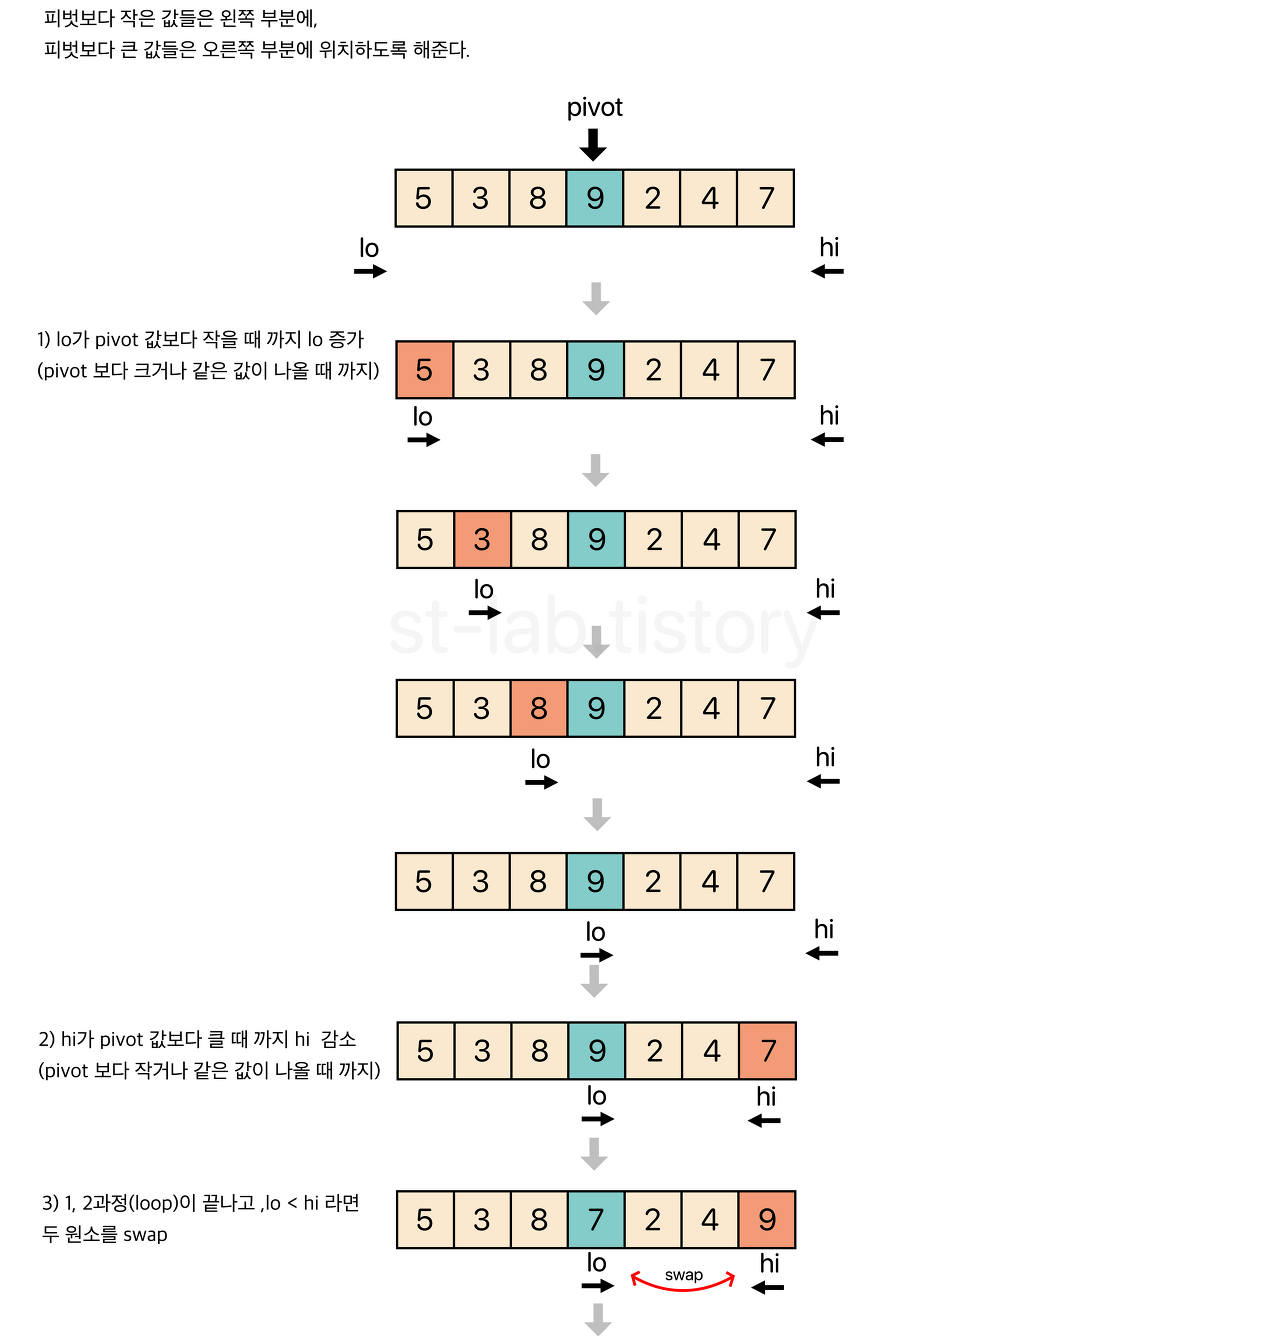 피벗보다 작은 값들은 왼쪽 부분에,
피벗보다 큰 값들은 오른쪽 부분에 위치하도록 해준다.
pivot
5 3 8 9 2 4 7
lo hi
1) lo가 pivot 값보다 작을 때 까지 lo 증가
(pivot 보다 크거나 같은 값이 나올 때 까지)
5 3 8 9 2 4 7
lo hi
5 3 8 9 2 4 7
lo hi
st-lab.tistory
5 3 8 9 2 4 7
lo hi
5 3 8 9 2 4 7
lo hi
2) hi가 pivot 값보다 클 때 까지 hi 감소
(pivot 보다 작거나 같은 값이 나올 때 까지)
5 3 8 9 2 4 7
lo hi
3) 1, 2과정(loop)이 끝나고 ,lo < hi 라면
두 원소를 swap
5 3 8 7 2 4 9
lo swap hi